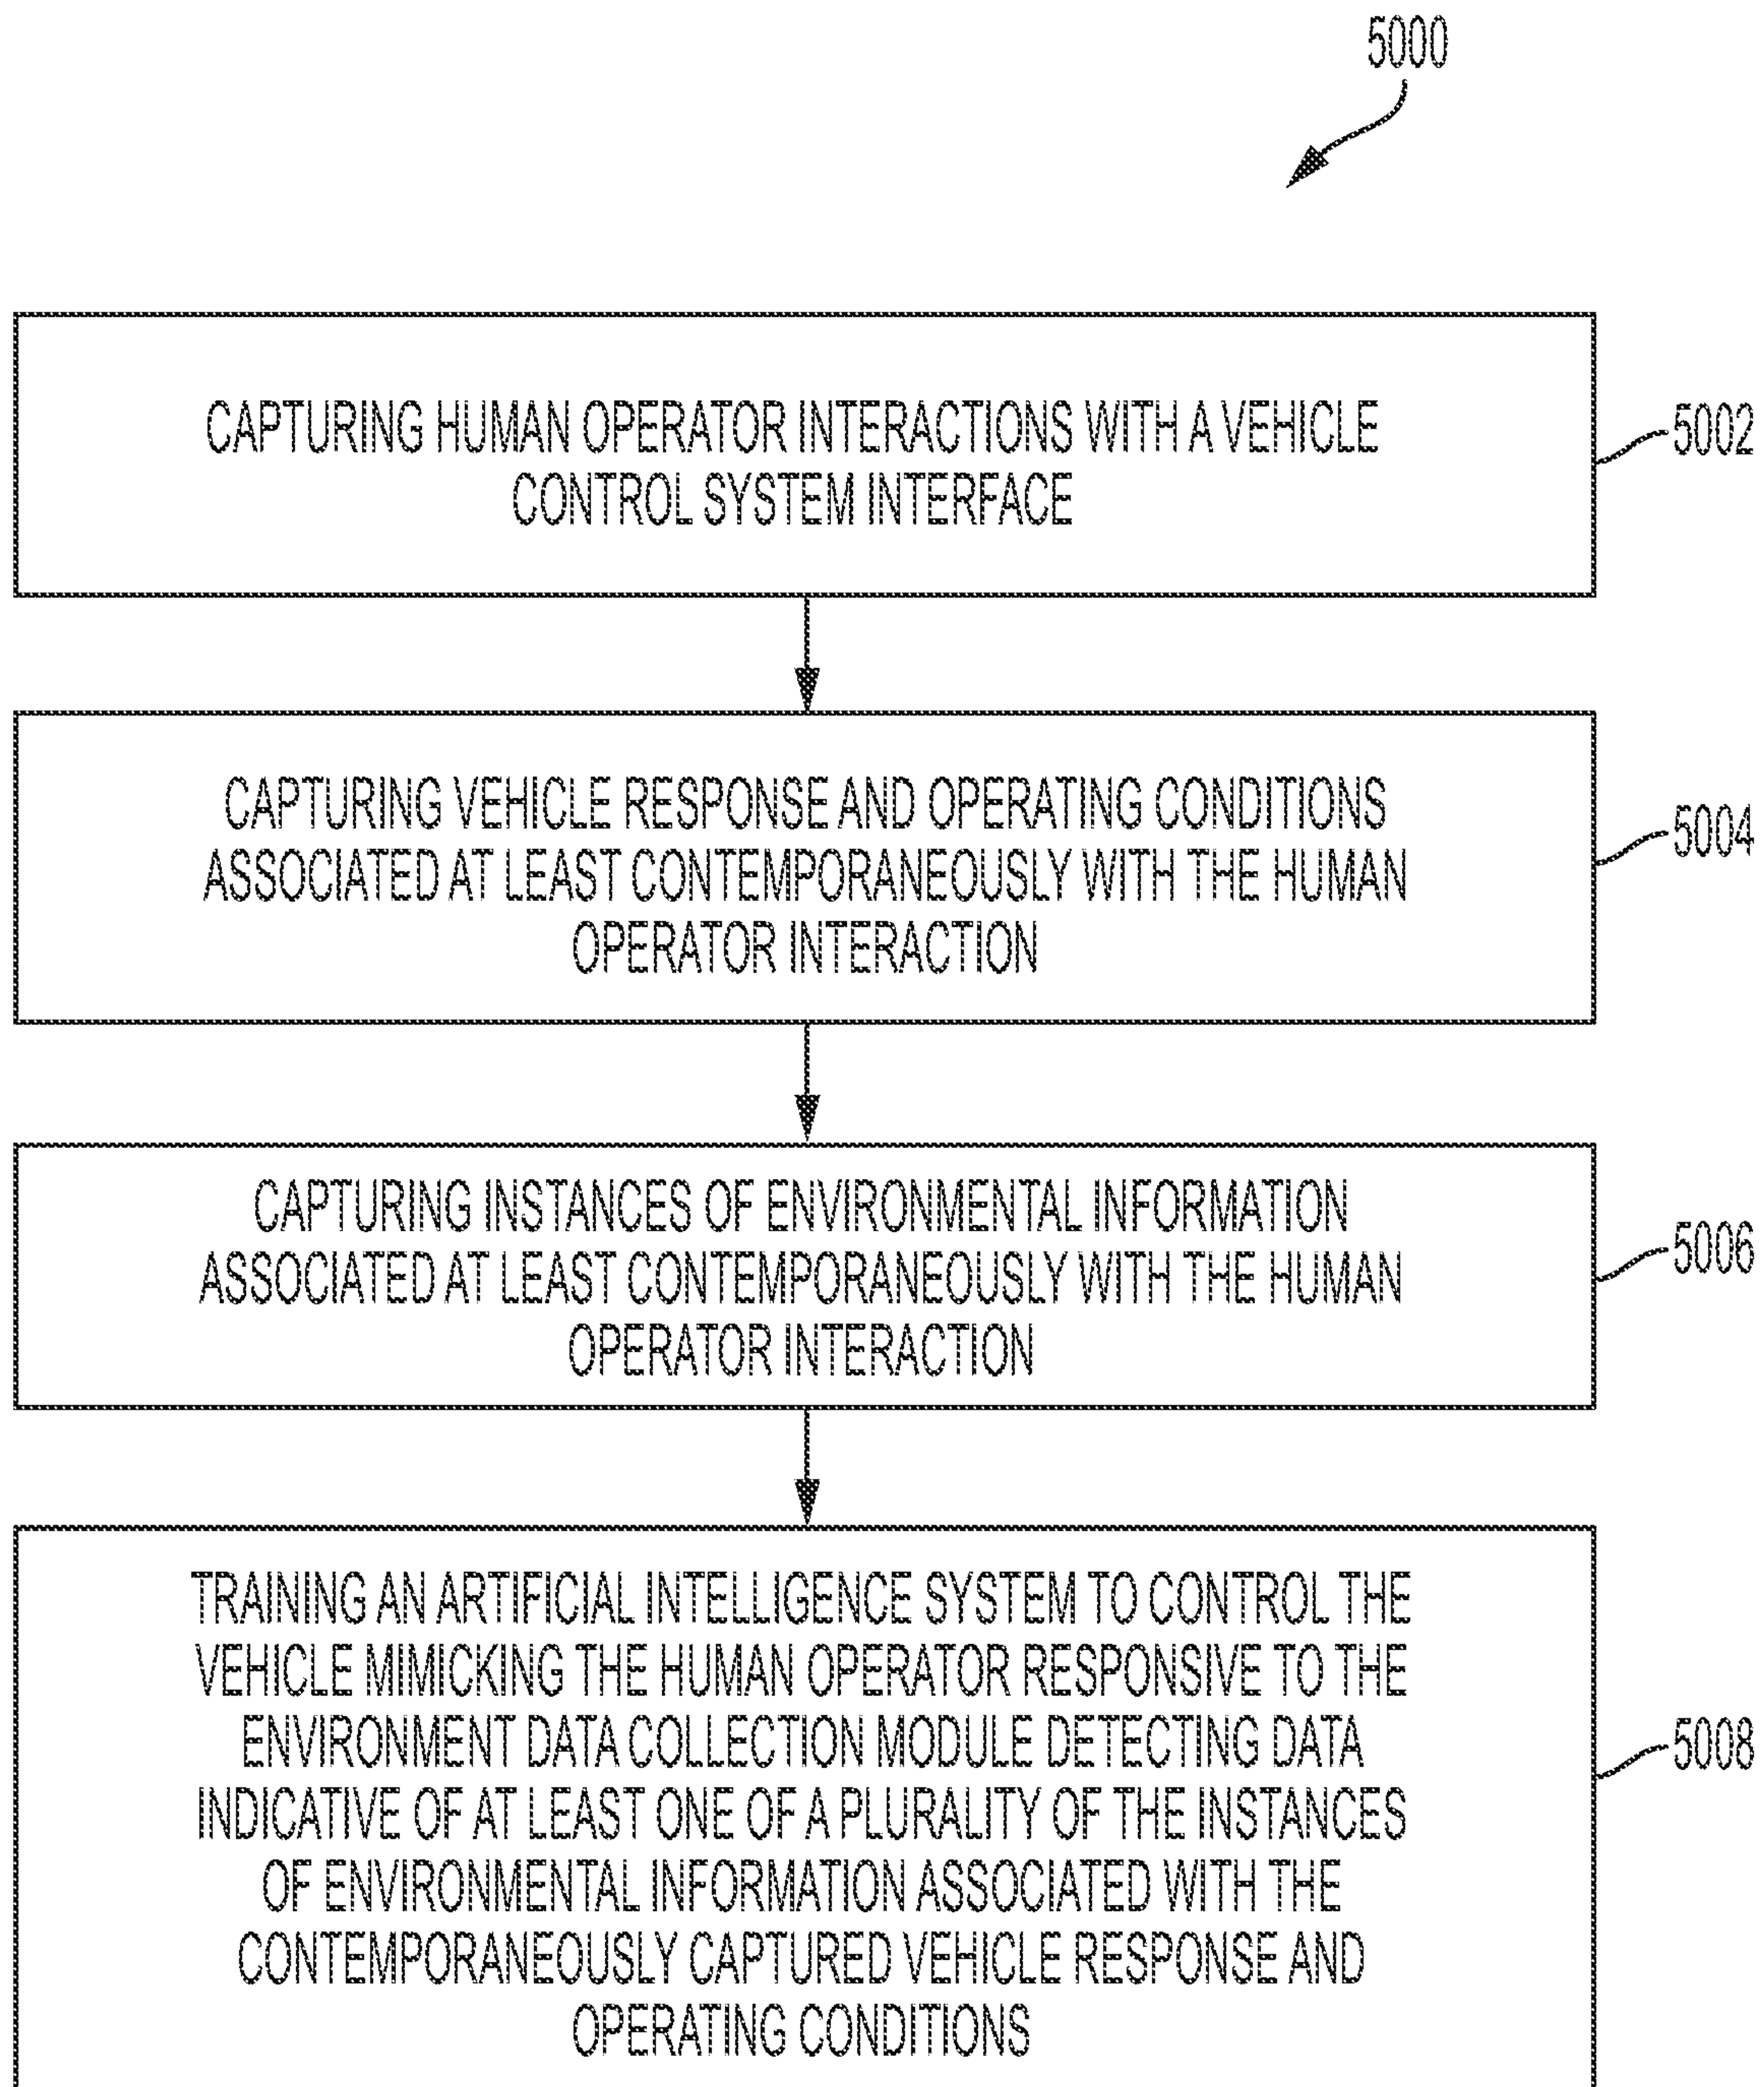 5000
CAPTURING HUMAN OPERATOR INTERACTIONS WITH A VEHICLE
CONTROL SYSTEM INTERFACE
5002
CAPTURING VEHICLE RESPONSE AND OPERATING CONDITIONS
ASSOCIATED AT LEAST CONTEMPORANEOUSLY WITH THE HUMAN
OPERATOR INTERACTION
5004
CAPTURING INSTANCES OF ENVIRONMENTAL INFORMATION
ASSOCIATED AT LEAST CONTEMPORANEOUSLY WITH THE HUMAN
OPERATOR INTERACTION
5006
TRAINING AN ARTIFICIAL INTELLIGENCE SYSTEM TO CONTROL THE
VEHICLE MIMICKING THE HUMAN OPERATOR RESPONSIVE TO THE
ENVIRONMENT DATA COLLECTION MODULE DETECTING DATA
INDICATIVE OF AT LEAST ONE OF A PLURALITY OF THE INSTANCES
OF ENVIRONMENTAL INFORMATION ASSOCIATED WITH THE
CONTEMPORANEOUSLY CAPTURED VEHICLE RESPONSE AND
OPERATING CONDITIONS
5008